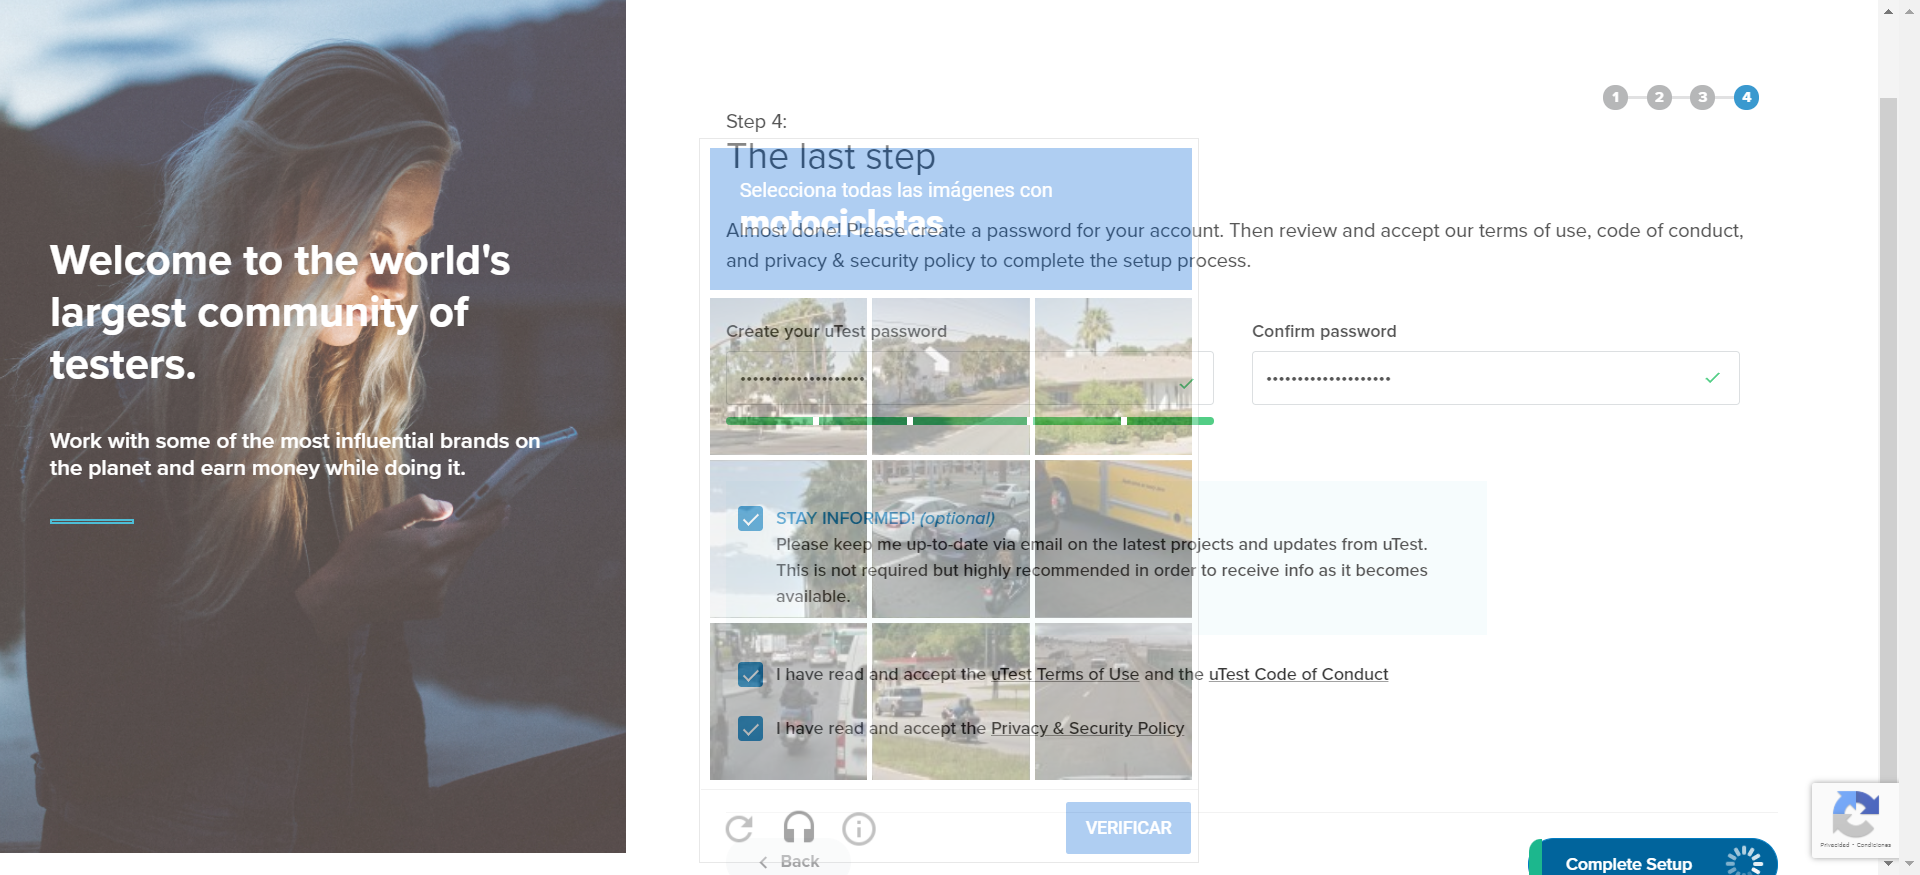 Welcome to the world's
largest community of
testers.
Work with some of the most influential brands on
the planet and earn money while doing it.
1 2 3 4
Step 4:
The last step
Selecciona todas las imágenes con
motocicletas
Almost done! Please create a password for your account. Then review and accept our terms of use, code of conduct,
and privacy & security policy to complete the setup process.
Create your uTest password
Confirm password
STAY INFORMED! (optional)
Please keep me up-to-date via email on the latest projects and updates from uTest.
This is not required but highly recommended in order to receive info as it becomes
available.
I have read and accept the uTest Terms of Use and the uTest Code of Conduct
I have read and accept the Privacy & Security Policy
VERIFICAR
Back
Complete Setup
Privacidad - Condiciones